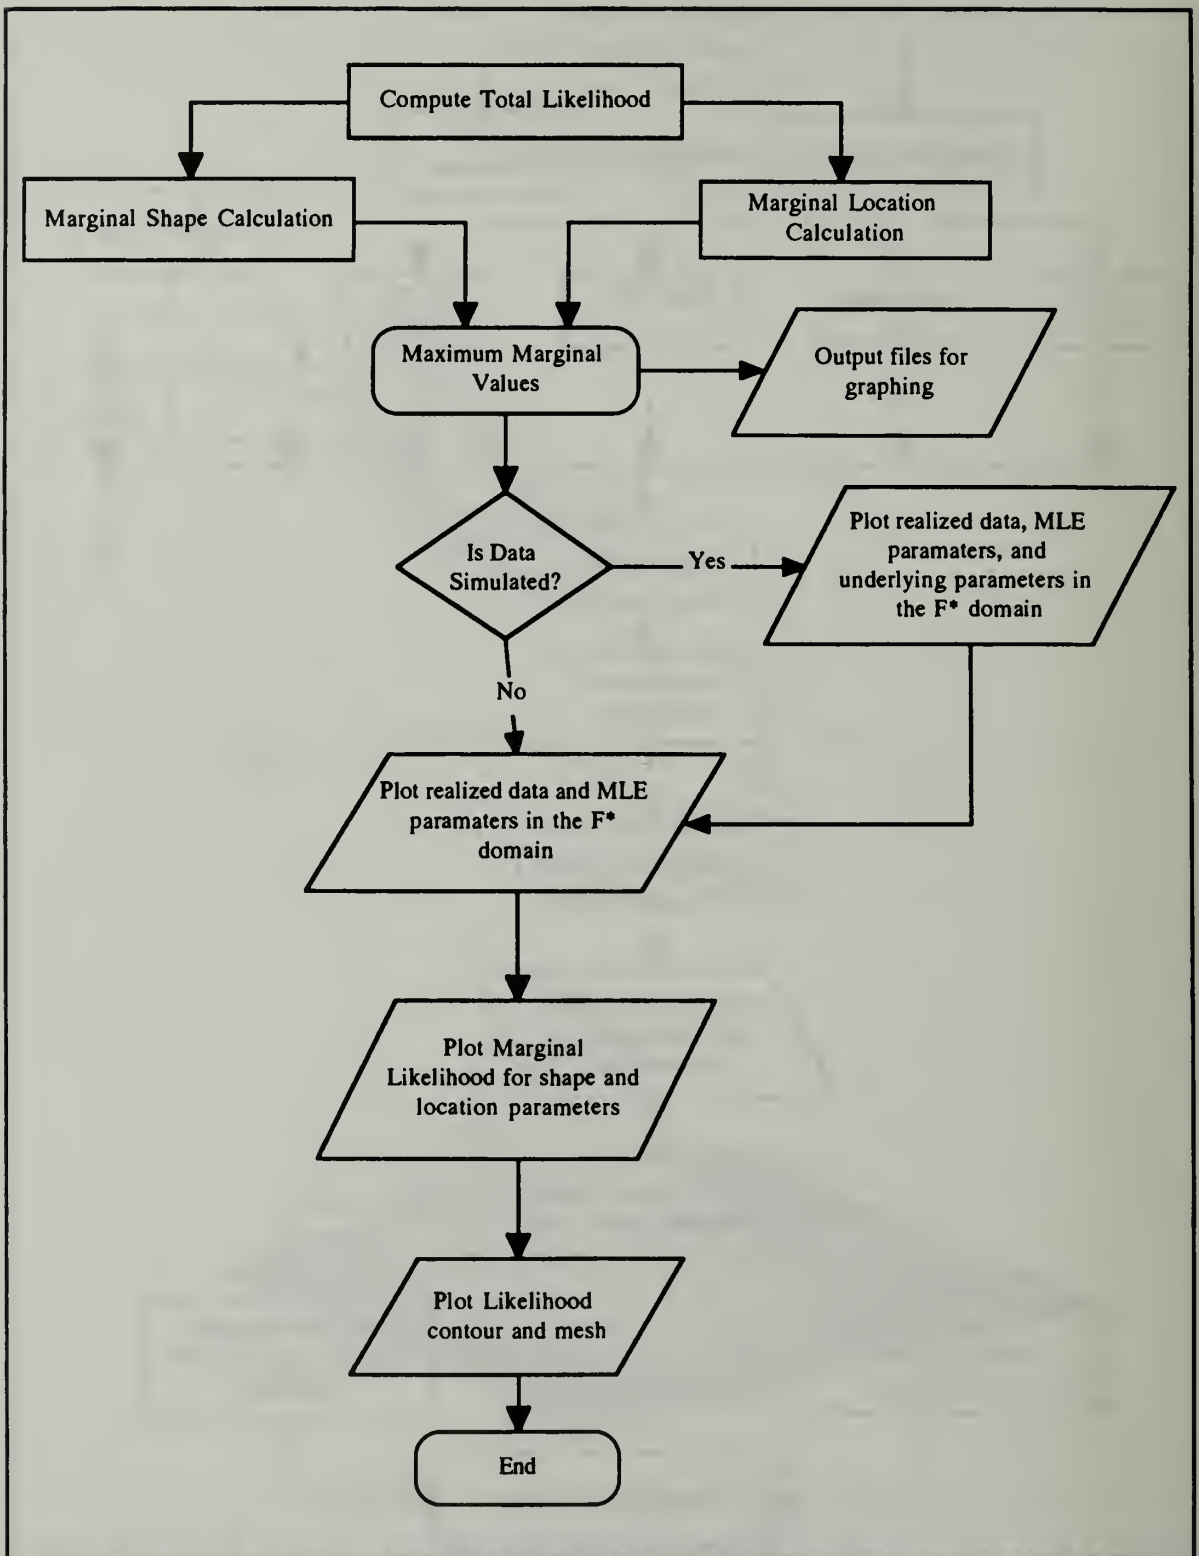 Compute Total Likelihood
Marginal Shape Calculation
Marginal Location
Calculation
Maximum Marginal
Values
Output files for
graphing
Is Data
Simulated?
Yes
Plot realized data, MLE
paramaters, and
underlying parameters in
the F* domain
No
Plot realized data and MLE
paramaters in the F*
domain
Plot Marginal
Likelihood for shape and
location parameters
Plot Likelihood
contour and mesh
End